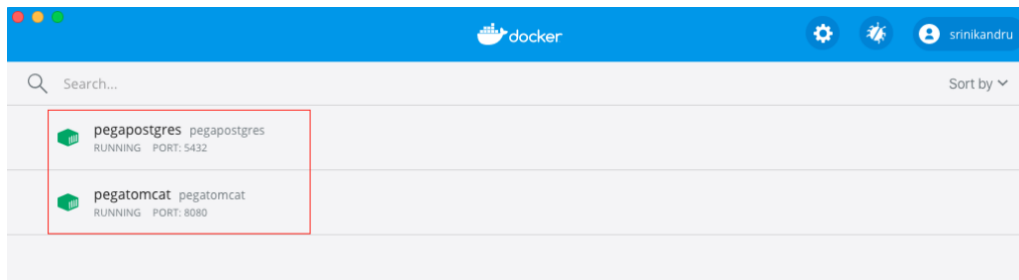 docker
srinikandru
Search...
Sort by
pegapostgres pegapostgres
RUNNING PORT: 5432
pegatomcat pegatomcat
RUNNING PORT: 8080